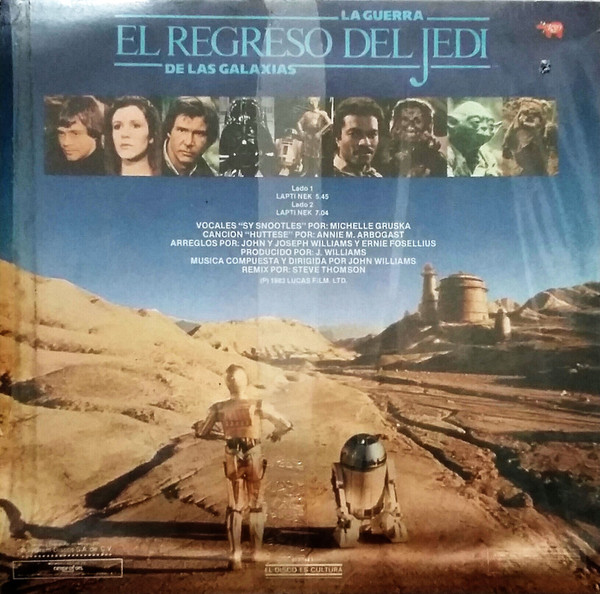 LA GUERRA
EL REGRESO DEL JEDI
DE LAS GALAXIAS
Lado 1
LAPTI NEK 5.45
Lado 2
LAPTI NEK 7.04
VOCALES "SY SNOOTLES" POR: MICHELLE GRUSKA
CANCION "HUTTESE" POR: ANNIE M. ARBOGAST
ARREGLOS POR: JOHN Y JOSEPH WILLIAMS Y ERNIE FOSELLIUS
PRODUCIDO POR: J. WILLIAMS
MUSICA COMPUESTA Y DIRIGIDA POR JOHN WILLIAMS
REMIX POR: STEVE THOMSON
(P) 1983 LUCAS FILM. LTD.
EL DISCO ES CULTURA